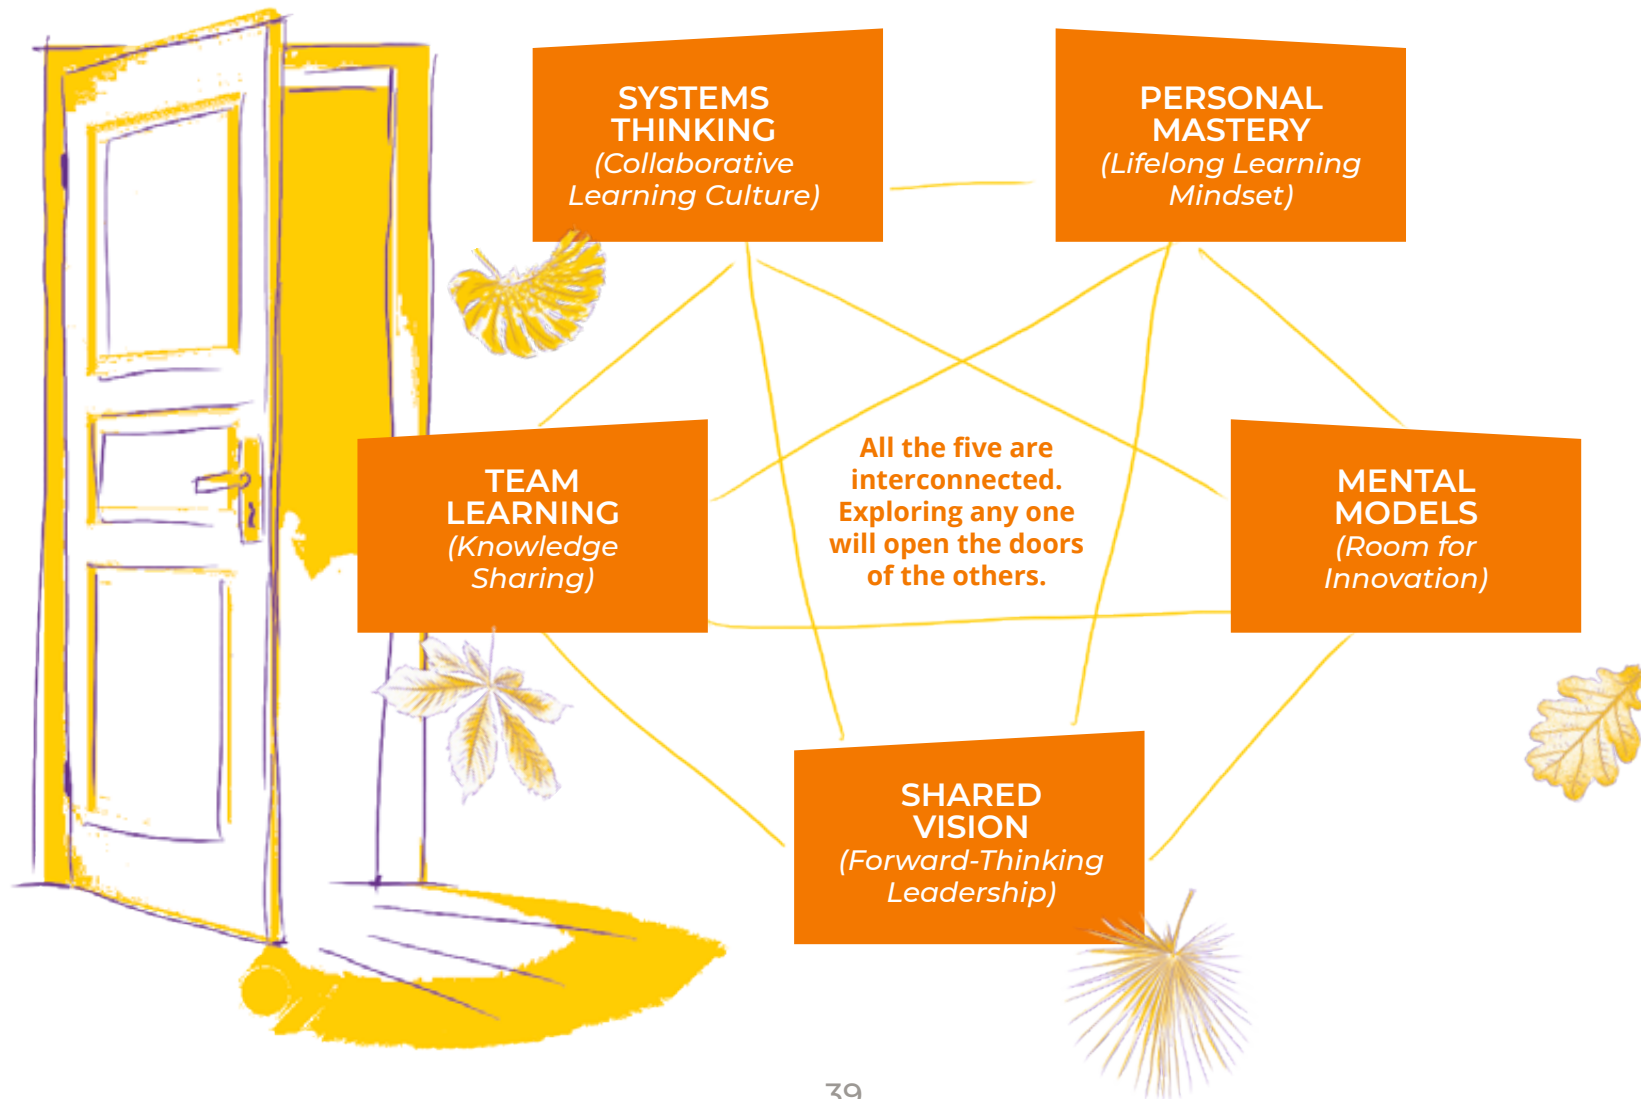 SYSTEMS
THINKING
(Collaborative
Learning Culture)
PERSONAL
MASTERY
(Lifelong Learning
Mindset)
TEAM
LEARNING
(Knowledge
Sharing)
All the five are
interconnected.
Exploring any one
will open the doors
of the others.
MENTAL
MODELS
(Room for
Innovation)
SHARED
VISION
(Forward-Thinking
Leadership)
39